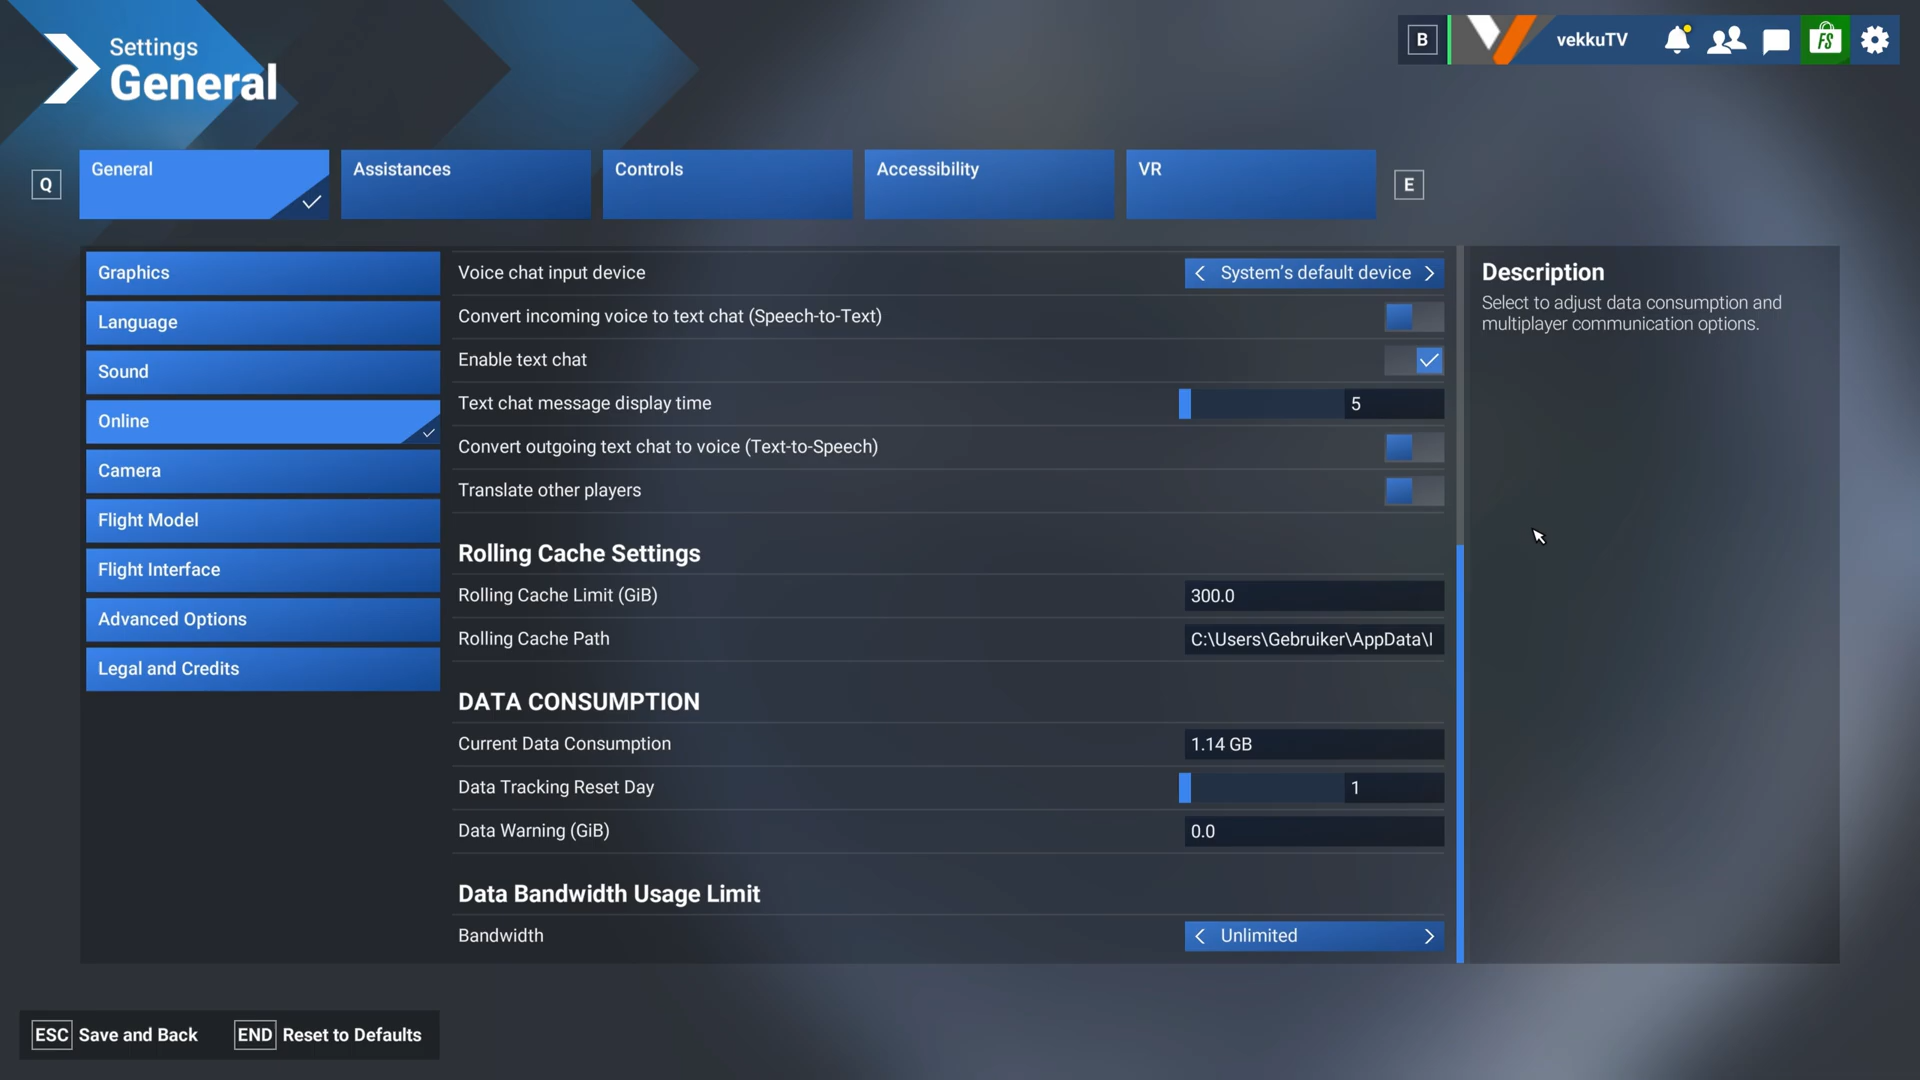 Settings
General
B
vekkuTV
FS
Q
General
Assistances
Controls
Accessibility
VR
E
Graphics
Language
Sound
Online
Camera
Flight Model
Flight Interface
Advanced Options
Legal and Credits
Voice chat input device
System's default device
Convert incoming voice to text chat (Speech-to-Text)
Enable text chat
Text chat message display time
5
Convert outgoing text chat to voice (Text-to-Speech)
Translate other players
Rolling Cache Settings
Rolling Cache Limit (GiB)
300.0
Rolling Cache Path
C:\Users\Gebruiker\AppData\l
DATA CONSUMPTION
Current Data Consumption
1.14 GB
Data Tracking Reset Day
1
Data Warning (GiB)
0.0
Data Bandwidth Usage Limit
Bandwidth
Unlimited
Description
Select to adjust data consumption and
multiplayer communication options.
ESC Save and Back
END Reset to Defaults